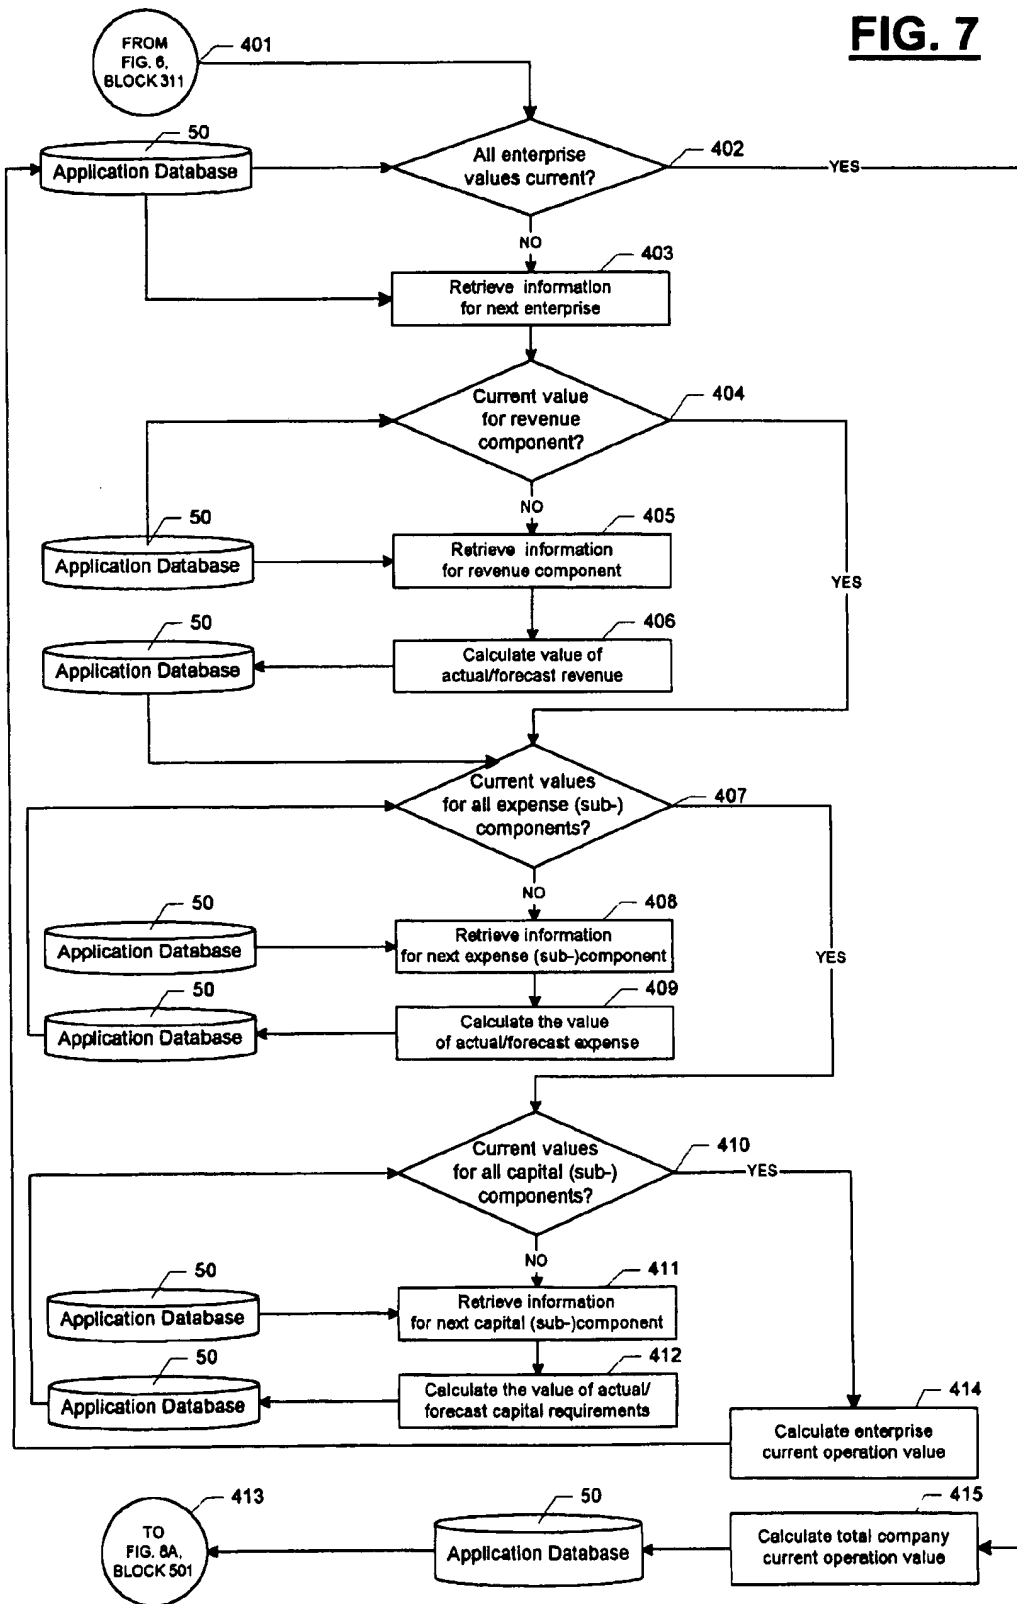 FIG. 7
FROM
FIG. 6,
BLOCK 311
401
50
Application Database
All enterprise
values current?
402
YES
NO
403
Retrieve information
for next enterprise
Current value
for revenue
component?
404
NO
50
Application Database
405
Retrieve information
for revenue component
YES
50
Application Database
406
Calculate value of
actual/forecast revenue
Current values
for all expense (sub-)
components?
407
NO
50
Application Database
408
Retrieve information
for next expense (sub-)component
YES
50
Application Database
409
Calculate the value
of actual/forecast expense
Current values
for all capital (sub-)
components?
410
YES
NO
50
Application Database
411
Retrieve information
for next capital (sub-)component
50
Application Database
412
Calculate the value of actual/
forecast capital requirements
414
Calculate enterprise
current operation value
413
TO
FIG. 8A,
BLOCK 501
50
Application Database
415
Calculate total company
current operation value